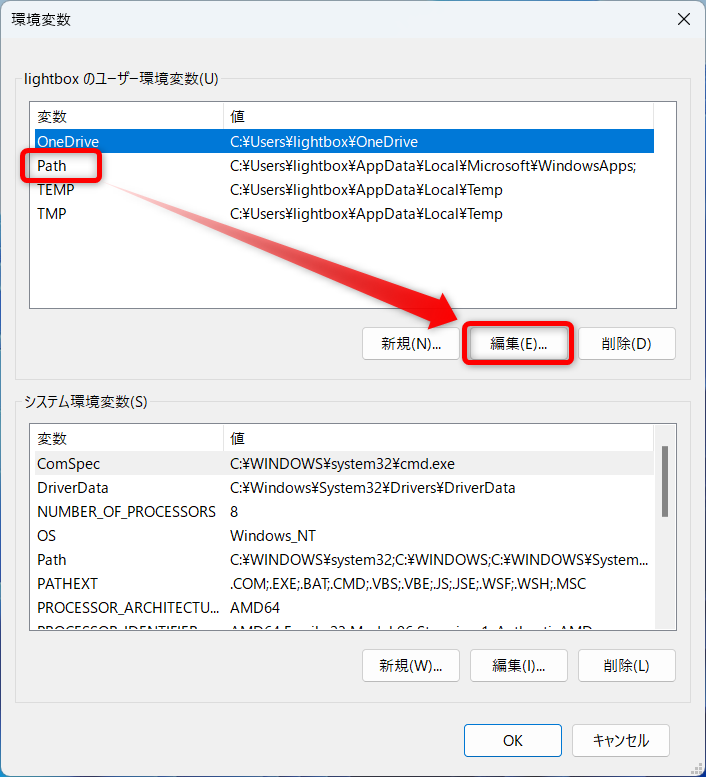 環境変数
lightbox のユーザー環境変数(U)
変数 値
OneDrive C:¥Users¥lightbox¥OneDrive
Path C:¥Users¥lightbox¥AppData¥Local¥Microsoft¥WindowsApps;
TEMP C:¥Users¥lightbox¥AppData¥Local¥Temp
TMP C:¥Users¥lightbox¥AppData¥Local¥Temp
新規(N)... 編集(E)... 削除(D)
システム環境変数(S)
変数 値
ComSpec C:¥WINDOWS¥system32¥cmd.exe
DriverData C:¥Windows¥System32¥Drivers¥DriverData
NUMBER_OF_PROCESSORS 8
OS Windows_NT
Path C:¥WINDOWS¥system32;C:¥WINDOWS;C:¥WINDOWS¥System...
PATHEXT .COM;.EXE;.BAT;.CMD;.VBS;.VBE;.JS;.JSE;.WSF;.WSH;.MSC
PROCESSOR_ARCHITECTU... AMD64
PROCESSOR_IDENTIFIER AMD64 Family
新規(W)... 編集(I)... 削除(L)
OK キャンセル